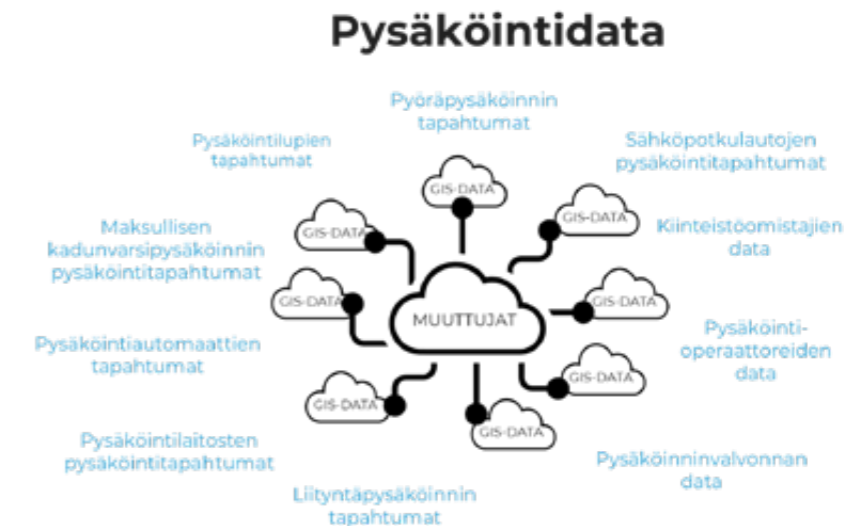 Pysäköintidata
Pyöräpysäköinnin
tapahtumat
Pysäköintilupien
tapahtumat
Sähköpotkulautojen
pysäköintitapahtumat
GIS-DATA
GIS-DATA
GIS-DATA
Maksullisen
kadunvarsipysäköinnin
pysäköintitapahtumat
Kiinteistöomistajien
data
GIS-DATA
GIS-DATA
MUUTTUJAT
Pysäköintiautomaattien
tapahtumat
Pysäköinti-
operaattoreiden
data
GIS-DATA
GIS-DATA
GIS-DATA
Pysäköintilaitosten
pysäköintitapahtumat
Pysäköinninvalvonnan
data
Liityntäpysäköinnin
tapahtumat